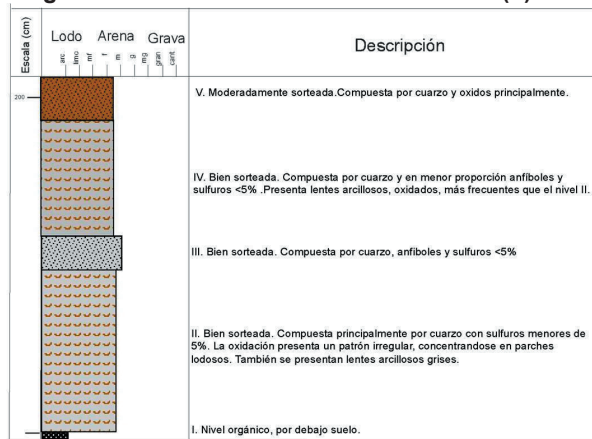 Escala (cm)
Lodo Arena Grava
arc limo mf f m g mg gran cant
Descripción
200
V. Moderadamente sorteada.Compuesta por cuarzo y oxidos principalmente.
IV. Bien sorteada. Compuesta por cuarzo y en menor proporción anfiboles y
sulfuros <5% .Presenta lentes arcillosos, oxidados, más frecuentes que el nivel II.
III. Bien sorteada. Compuesta por cuarzo, anfiboles y sulfuros <5%
II. Bien sorteada. Compuesta principalmente por cuarzo con sulfuros menores de
5%. La oxidación presenta un patrón irregular, concentrandose en parches
lodosos. También se presentan lentes arcillosos grises.
I. Nivel orgánico, por debajo suelo.